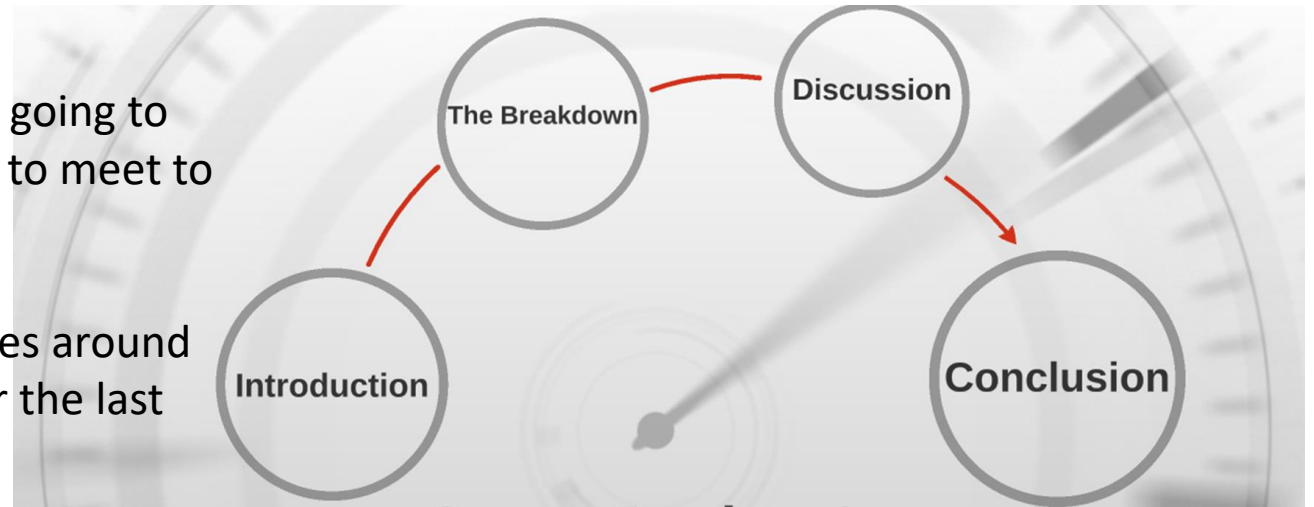 going to
to meet to
es around
r the last
The Breakdown
Discussion
Introduction
Conclusion